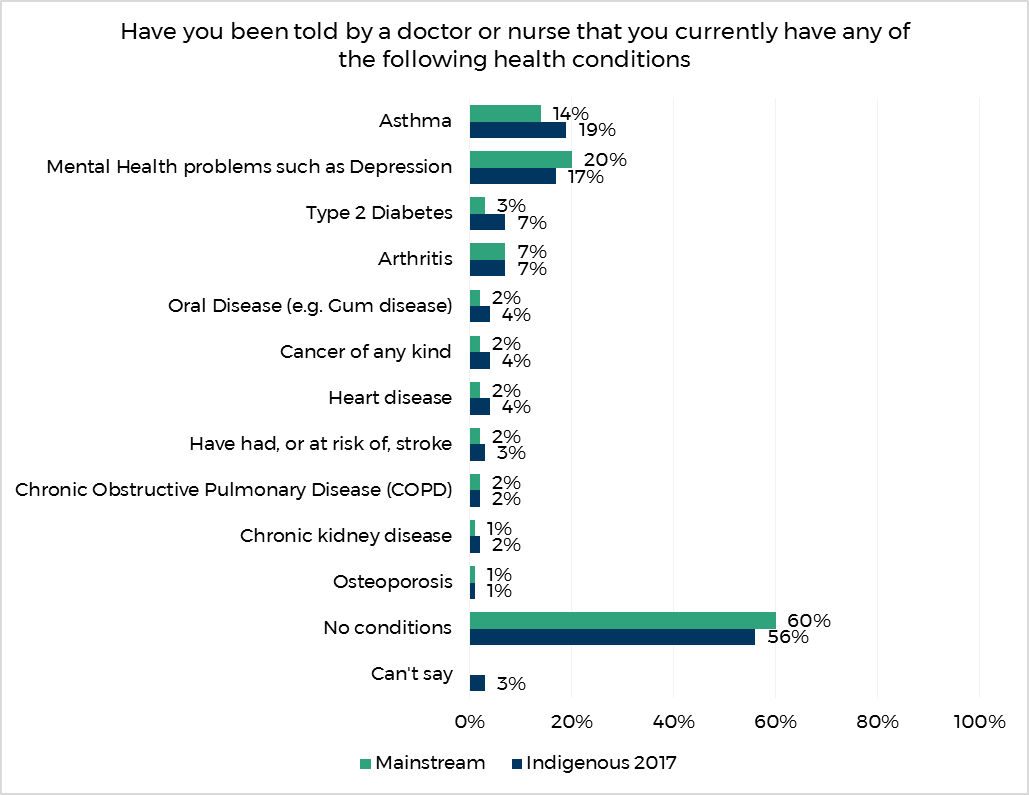 Have you been told by a doctor or nurse that you currently have any of
the following health conditions
Asthma
14%
19%
Mental Health problems such as Depression
20%
17%
Type 2 Diabetes
3%
7%
Arthritis
7%
7%
Oral Disease (e.g. Gum disease)
2%
4%
Cancer of any kind
2%
4%
Heart disease
2%
4%
Have had, or at risk of, stroke
2%
3%
Chronic Obstructive Pulmonary Disease (COPD)
2%
2%
Chronic kidney disease
1%
2%
Osteoporosis
1%
1%
No conditions
60%
56%
Can't say
3%
0% 20% 40% 60% 80% 100%
Mainstream Indigenous 2017